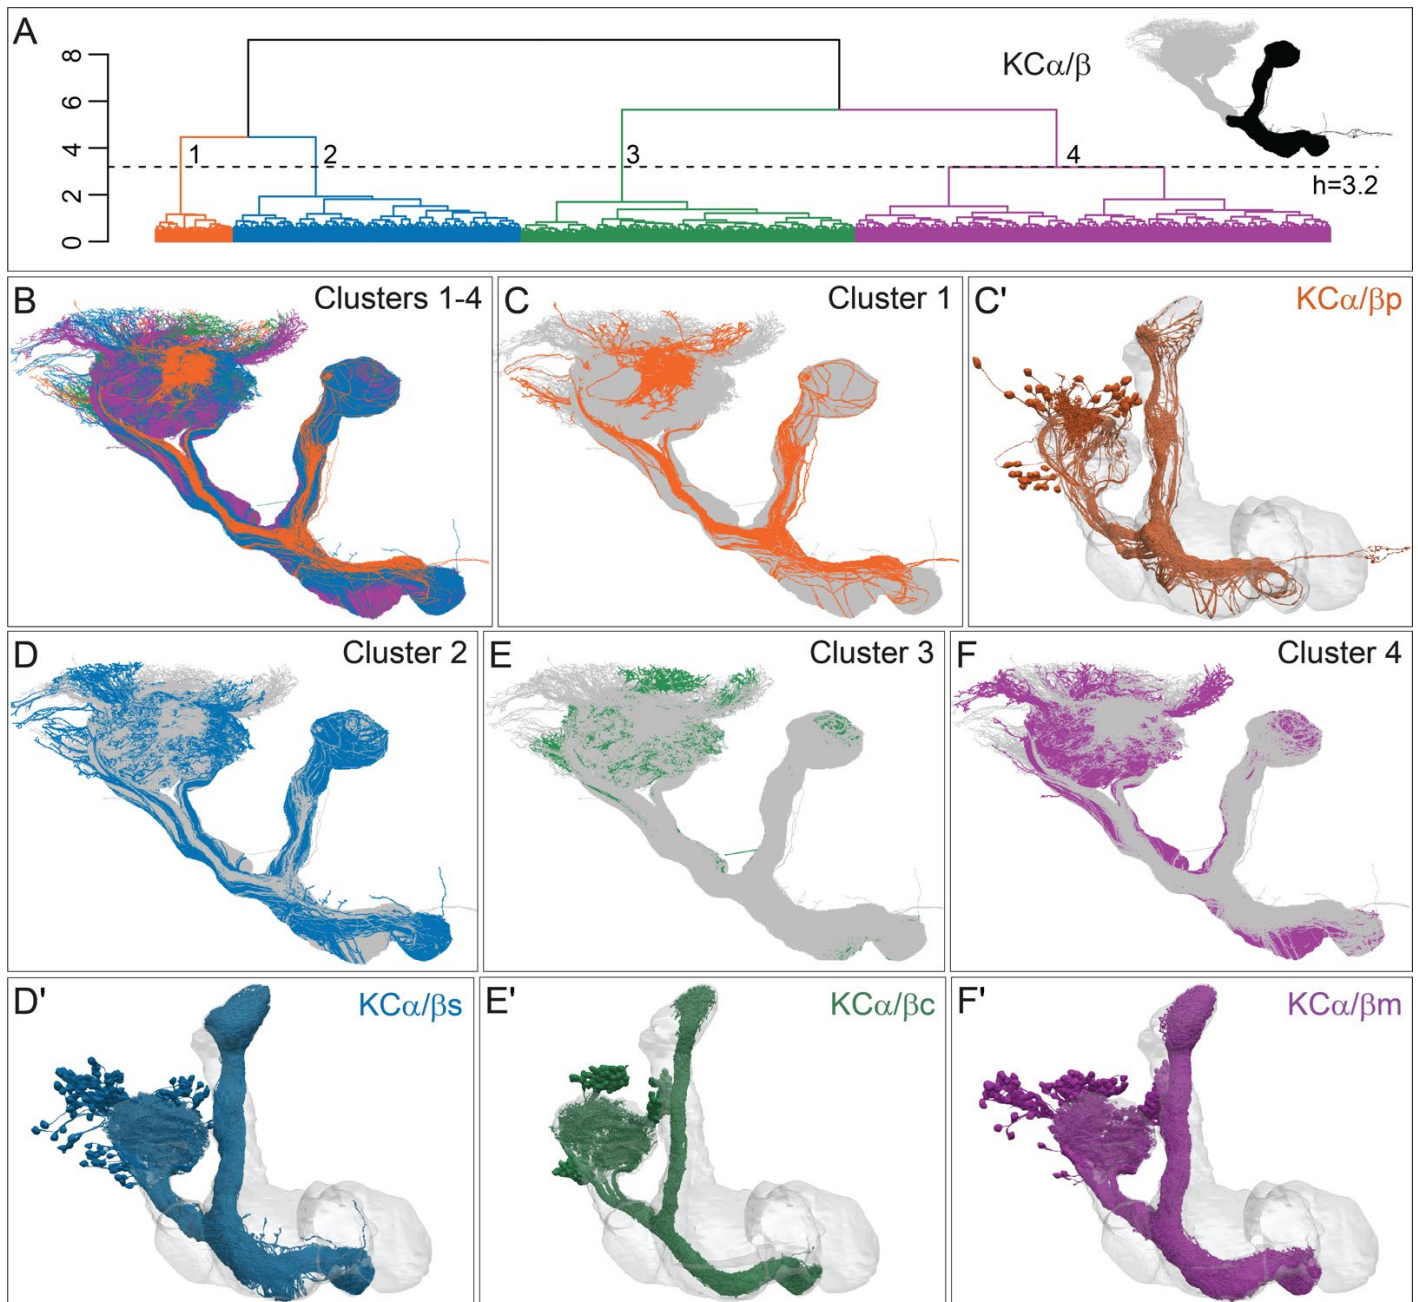 A
8
6
4
2
0
1
2
3
4
KCα/β
h=3.2
B
Clusters 1-4
C
Cluster 1
C'
KCα/βp
D
Cluster 2
E
Cluster 3
F
Cluster 4
D'
KCα/βs
E'
KCα/βc
F'
KCα/βm